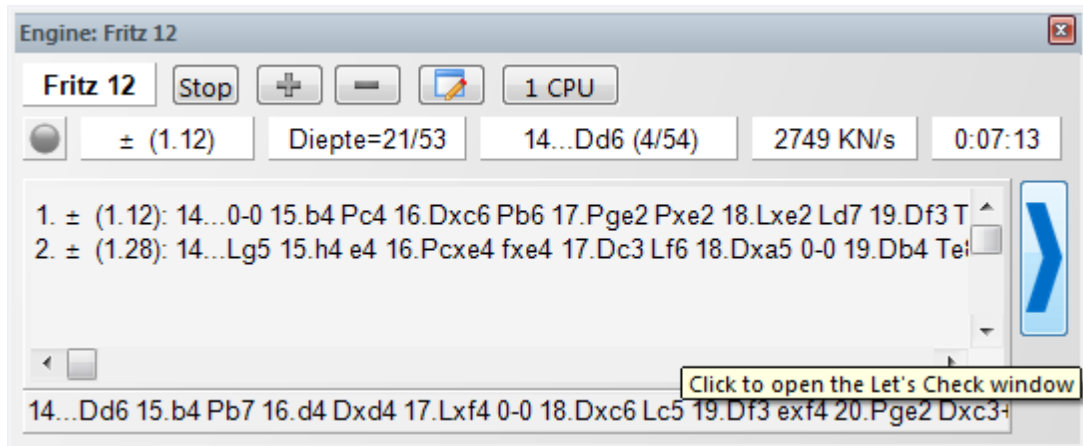 Engine: Fritz 12
Fritz 12 Stop 1 CPU
± (1.12) Diepte=21/53 14...Dd6 (4/54) 2749 KN/s 0:07:13
1. ± (1.12): 14...0-0 15.b4 Pc4 16.Dxc6 Pb6 17.Pge2 Pxe2 18.Lxe2 Ld7 19.Df3 T
2. ± (1.28): 14...Lg5 15.h4 e4 16.Pcxe4 fxe4 17.Dc3 Lf6 18.Dxa5 0-0 19.Db4 Te
Click to open the Let's Check window
14...Dd6 15.b4 Pb7 16.d4 Dxd4 17.Lxf4 0-0 18.Dxc6 Lc5 19.Df3 exf4 20.Pge2 Dxc3+